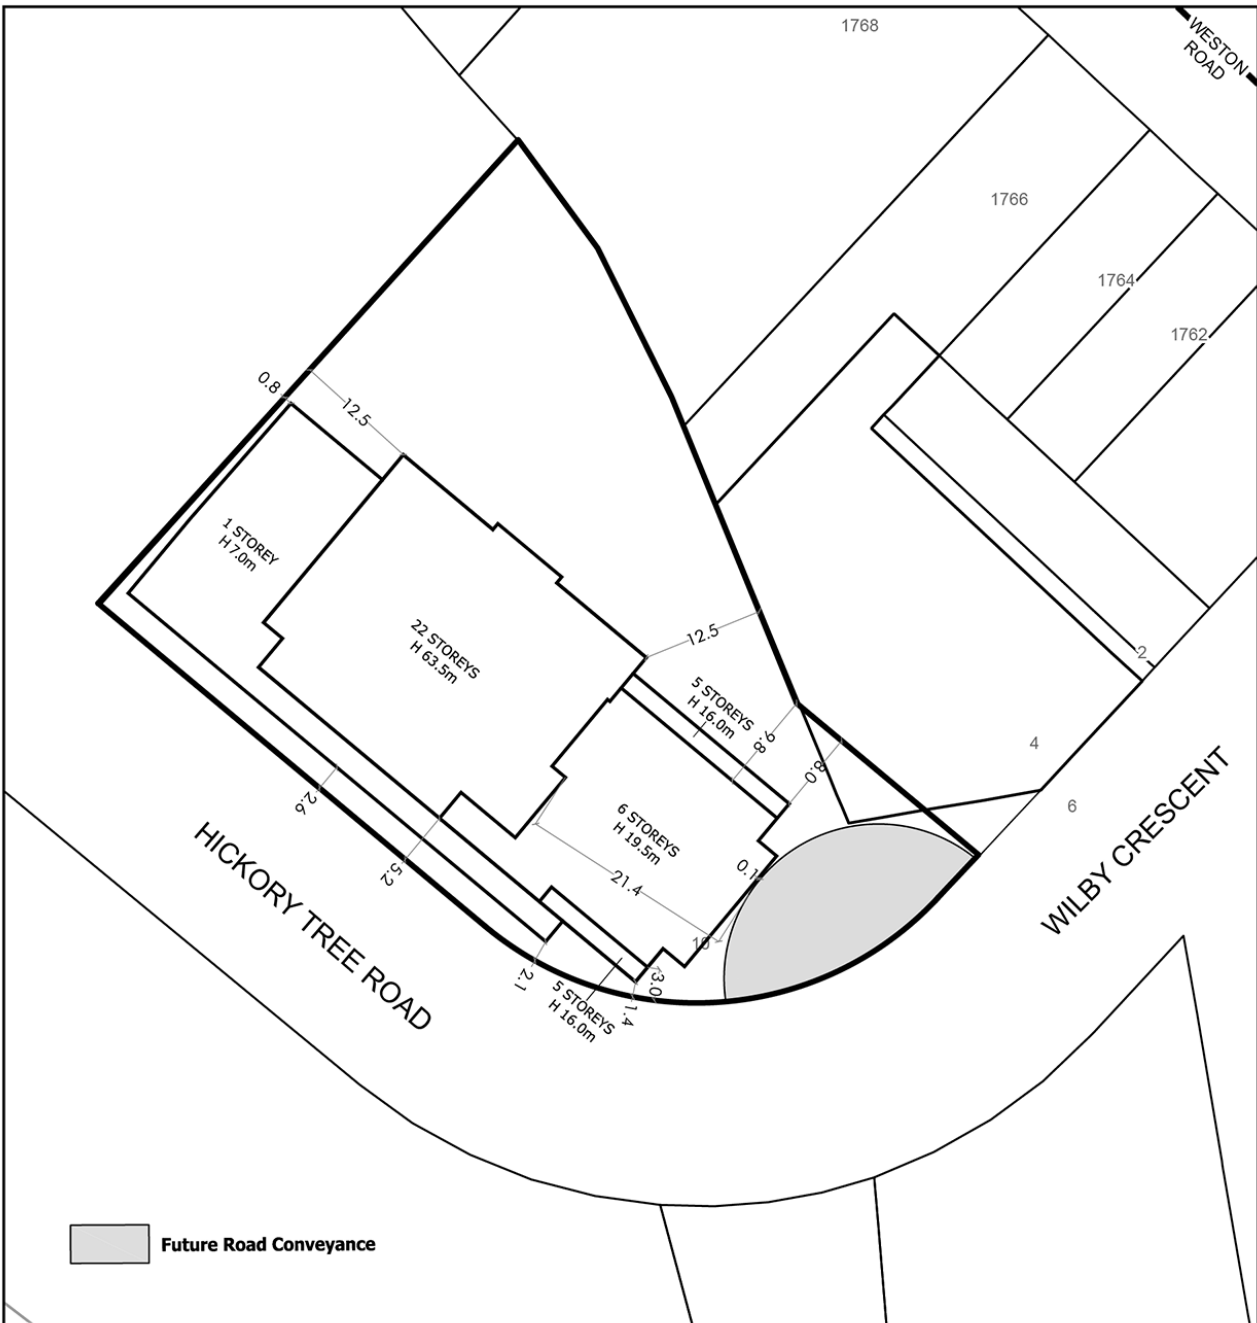 1768
WESTON
ROAD
1766
1764
1762
0.8
12.5
1 STOREY
H 7.0m
22 STOREYS
H 63.5m
12.5
5 STOREYS
H 16.0m
9.8
8.0
2
4
6
2.6
5.2
6 STOREYS
H 19.5m
21.4
0.1
10
3.0
2.1
1.4
5 STOREYS
H 16.0m
HICKORY TREE ROAD
WILBY CRESCENT
Future Road Conveyance